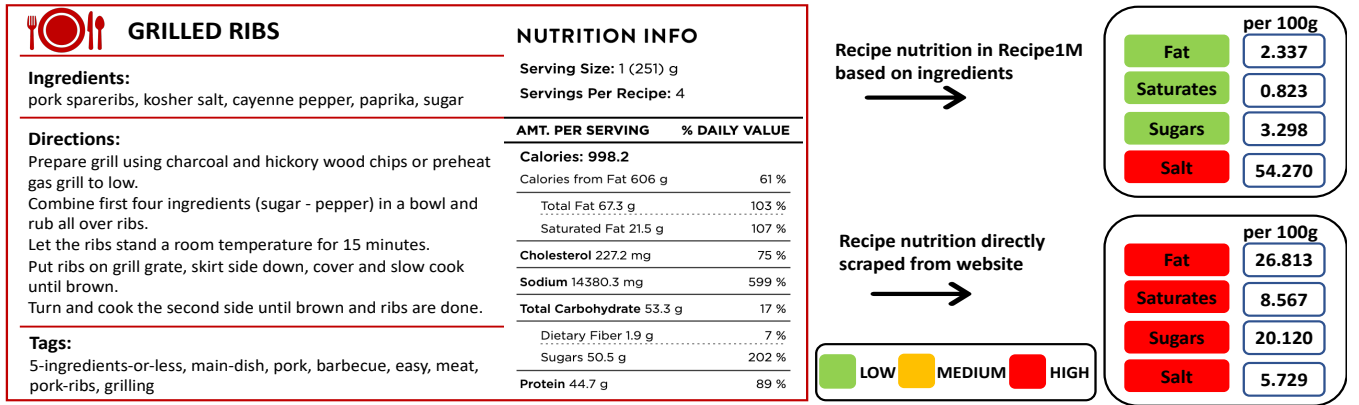 GRILLED RIBS
Ingredients:
pork spareribs, kosher salt, cayenne pepper, paprika, sugar
Directions:
Prepare grill using charcoal and hickory wood chips or preheat
gas grill to low.
Combine first four ingredients (sugar - pepper) in a bowl and
rub all over ribs.
Let the ribs stand a room temperature for 15 minutes.
Put ribs on grill grate, skirt side down, cover and slow cook
until brown.
Turn and cook the second side until brown and ribs are done.
Tags:
5-ingredients-or-less, main-dish, pork, barbecue, easy, meat,
pork-ribs, grilling
NUTRITION INFO
Serving Size: 1 (251) g
Servings Per Recipe: 4
AMT. PER SERVING % DAILY VALUE
Calories: 998.2
Calories from Fat 606 g 61 %
Total Fat 67.3 g 103 %
Saturated Fat 21.5 g 107 %
Cholesterol 227.2 mg 75 %
Sodium 14380.3 mg 599 %
Total Carbohydrate 53.3 g 17 %
Dietary Fiber 1.9 g 7 %
Sugars 50.5 g 202 %
Protein 44.7 g 89 %
Recipe nutrition in Recipe1M
based on ingredients
per 100g
Fat 2.337
Saturates 0.823
Sugars 3.298
Salt 54.270
Recipe nutrition directly
scraped from website
per 100g
Fat 26.813
Saturates 8.567
Sugars 20.120
Salt 5.729
LOW MEDIUM HIGH